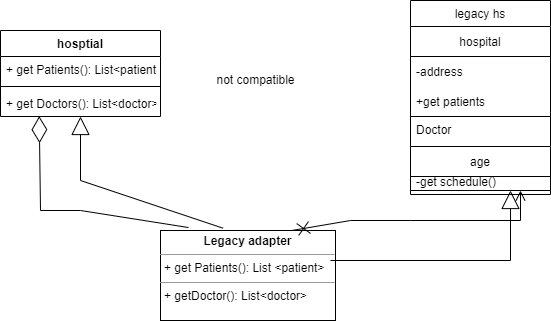 hosptial
+ get Patients(): List<patient
+ get Doctors(): List<doctor>
not compatible
legacy hs
hospital
-address
+get patients
Doctor
age
-get schedule()
Legacy adapter
+ get Patients(): List <patient>
+ getDoctor(): List<doctor>